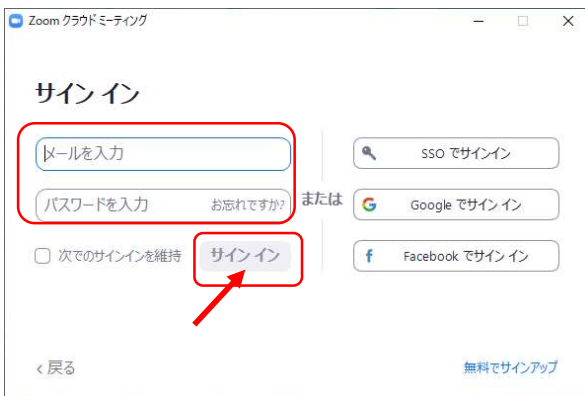 Zoom クラウド ミーティング
サイン イン
メールを入力
パスワードを入力 お忘れですか?
次でのサインインを維持 サイン イン
または
SSO でサインイン
Google でサイン イン
Facebook でサイン イン
戻る
無料でサインアップ